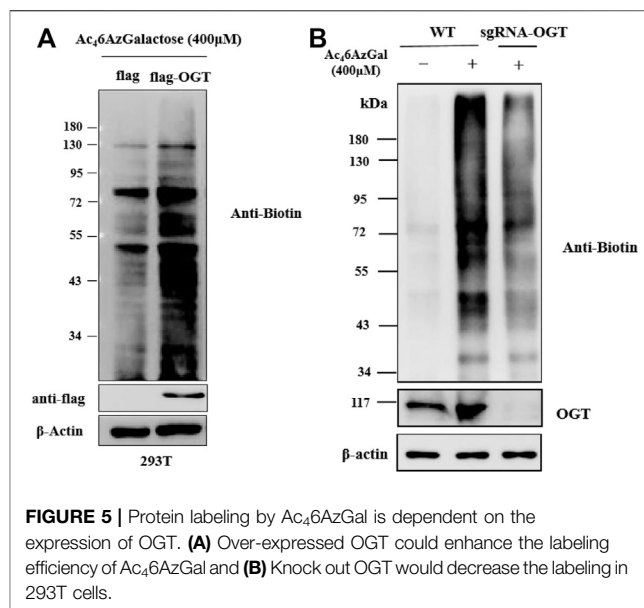 A
Ac₄6AzGalactose (400μM)
flag flag-OGT
180
130
95
72
55
43
34
Anti-Biotin
anti-flag
β-Actin
293T
B
WT sgRNA-OGT
Ac₄6AzGal
(400μM) − + +
kDa
180
130
95
72
55
43
34
Anti-Biotin
117
OGT
β-actin
FIGURE 5 | Protein labeling by Ac₄6AzGal is dependent on the
expression of OGT. (A) Over-expressed OGT could enhance the labeling
efficiency of Ac₄6AzGal and (B) Knock out OGT would decrease the labeling in
293T cells.